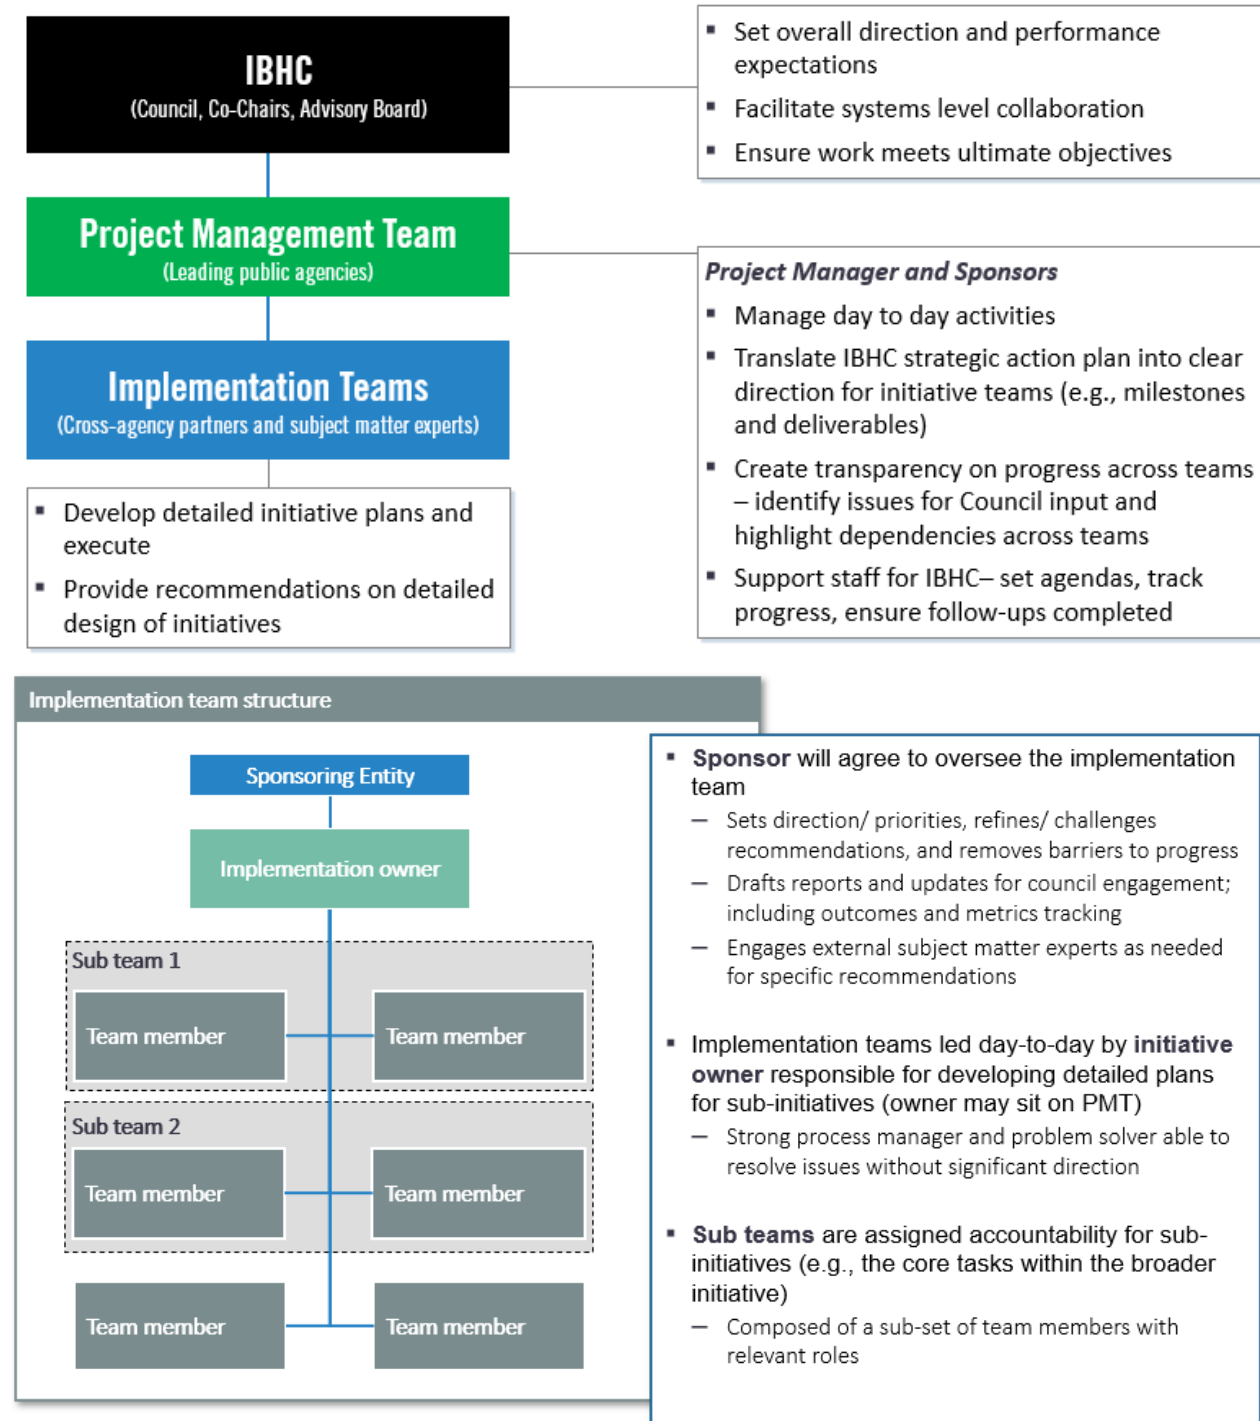 IBHC
(Council, Co-Chairs, Advisory Board)
▪ Set overall direction and performance
expectations
▪ Facilitate systems level collaboration
▪ Ensure work meets ultimate objectives
Project Management Team
(Leading public agencies)
Project Manager and Sponsors
▪ Manage day to day activities
▪ Translate IBHC strategic action plan into clear
direction for initiative teams (e.g., milestones
and deliverables)
▪ Create transparency on progress across teams
– identify issues for Council input and
highlight dependencies across teams
▪ Support staff for IBHC– set agendas, track
progress, ensure follow-ups completed
Implementation Teams
(Cross-agency partners and subject matter experts)
▪ Develop detailed initiative plans and
execute
▪ Provide recommendations on detailed
design of initiatives
Implementation team structure
Sponsoring Entity
Implementation owner
Sub team 1
Team member
Team member
Sub team 2
Team member
Team member
Team member
Team member
▪ Sponsor will agree to oversee the implementation
team
— Sets direction/ priorities, refines/ challenges
recommendations, and removes barriers to progress
— Drafts reports and updates for council engagement;
including outcomes and metrics tracking
— Engages external subject matter experts as needed
for specific recommendations
▪ Implementation teams led day-to-day by initiative
owner responsible for developing detailed plans
for sub-initiatives (owner may sit on PMT)
— Strong process manager and problem solver able to
resolve issues without significant direction
▪ Sub teams are assigned accountability for sub-
initiatives (e.g., the core tasks within the broader
initiative)
— Composed of a sub-set of team members with
relevant roles